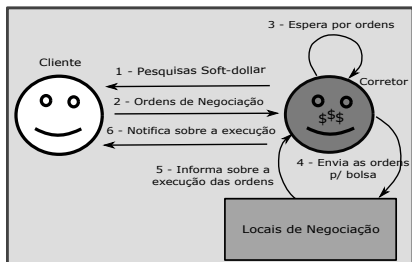 3 - Espera por ordens
Cliente
1 - Pesquisas Soft-dollar
Corretor
2 - Ordens de Negociação
$$$
6 - Notifica sobre a execução
5 - Informa sobre a
execução das ordens
4 - Envia as ordens
p/ bolsa
Locais de Negociação